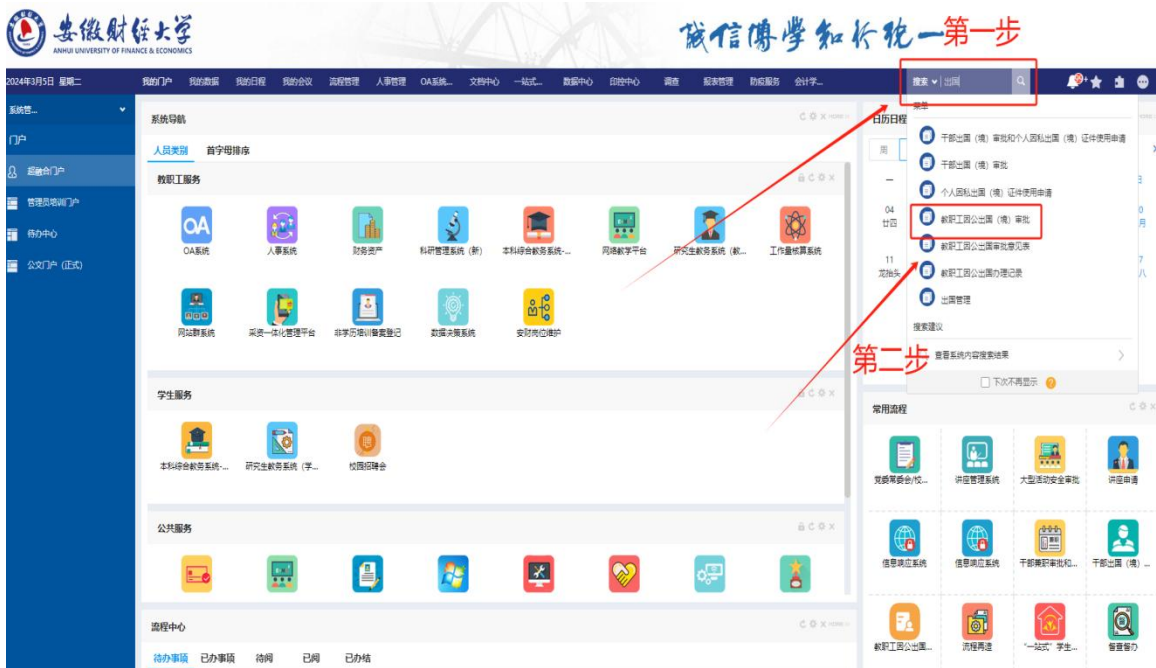 安徽财经大学
ANHUI UNIVERSITY OF FINANCE & ECONOMICS
诚信博学知行统一
第一步
2024年3月5日 星期二
我的门户 我的数据 我的日程 我的会议 流程管理 人事管理 OA系统... 文档中心 一站式... 数据中心 印控中心 调查 报表管理 防疫服务 会计学...
搜索 出国
系统管...
门户
超融合门户
管理员培训门户
待办中心
公文门户 (正式)
系统导航
人员类别 首字母排序
教职工服务
OA系统 人事系统 财务资产 科研管理系统 (新) 本科综合教务系统-... 网络教学平台 研究生教务系统 (教... 工作量核算系统
网站群系统 采资一体化管理平台 非学历培训备案登记 数据决策系统 安财岗位维护
学生服务
本科综合教务系统-... 研究生教务系统 (学... 校园招聘会
公共服务
流程中心
待办事项 已办事项 待阅 已阅 已办结
日历日程
周
一
04
廿四
11
龙抬头
菜单
干部出国 (境) 审批和个人因私出国 (境) 证件使用申请
干部出国 (境) 审批
个人因私出国 (境) 证件使用申请
教职工因公出国 (境) 审批
教职工因公出国审批意见表
教职工因公出国办理记录
出国管理
搜索建议
查看系统内容搜索结果
下次不再显示
第二步
常用流程
党委常委会/校... 讲座管理系统 大型活动安全审批 讲座申请
信息响应系统 信息响应系统 干部兼职审批和... 干部出国 (境) ...
教职工因公出国... 流程再造 "一站式" 学生... 督查督办